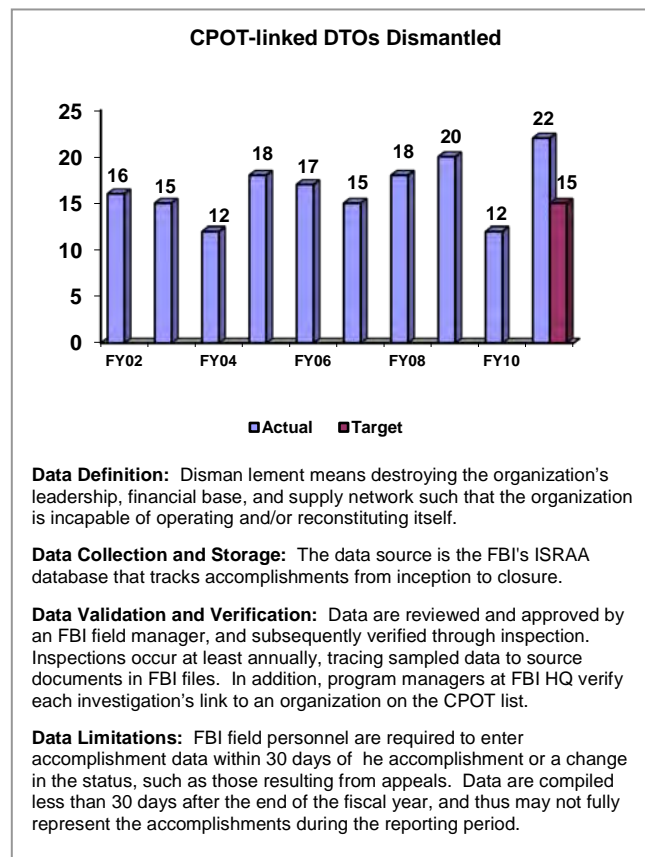 CPOT-linked DTOs Dismantled
25
20
15
10
5
0
16
15
12
18
17
15
18
20
12
22
15
FY02
FY04
FY06
FY08
FY10
Actual
Target
Data Definition: Disman lement means destroying the organization's
leadership, financial base, and supply network such that the organization
is incapable of operating and/or reconstituting itself.
Data Collection and Storage: The data source is the FBI's ISRAA
database that tracks accomplishments from inception to closure.
Data Validation and Verification: Data are reviewed and approved by
an FBI field manager, and subsequently verified through inspection.
Inspections occur at least annually, tracing sampled data to source
documents in FBI files. In addition, program managers at FBI HQ verify
each investigation's link to an organization on the CPOT list.
Data Limitations: FBI field personnel are required to enter
accomplishment data within 30 days of he accomplishment or a change
in the status, such as those resulting from appeals. Data are compiled
less than 30 days after the end of the fiscal year, and thus may not fully
represent the accomplishments during the reporting period.